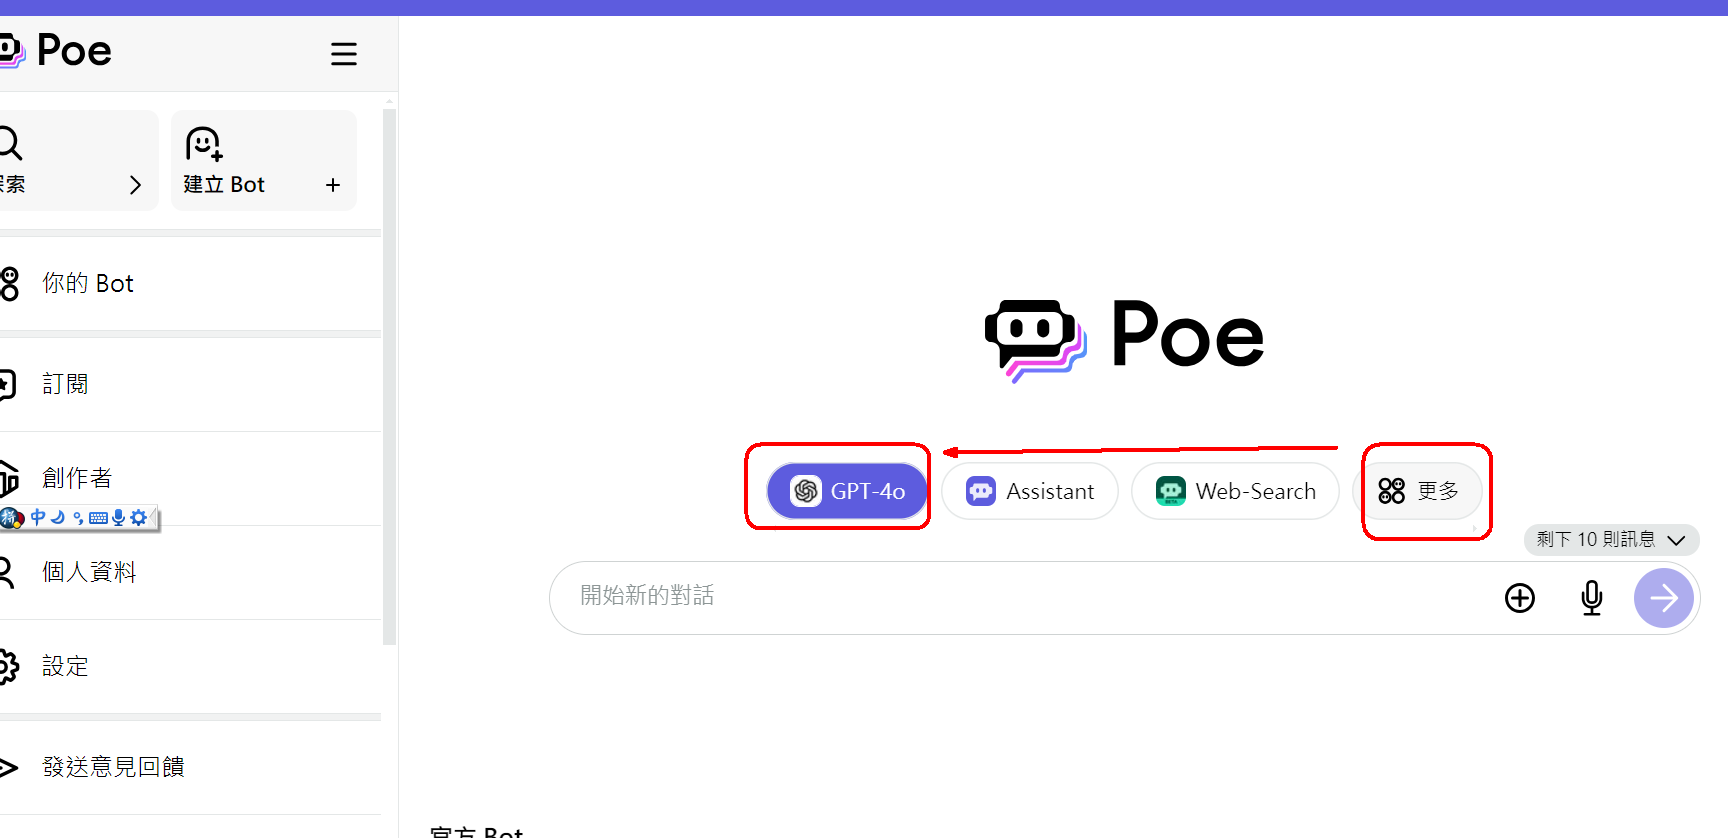 Poe
建立 Bot
你的 Bot
訂閱
創作者
中
個人資料
設定
發送意見回饋
Poe
GPT-4o
Assistant
Web-Search
更多
剩下 10 則訊息
開始新的對話
官方 Bot